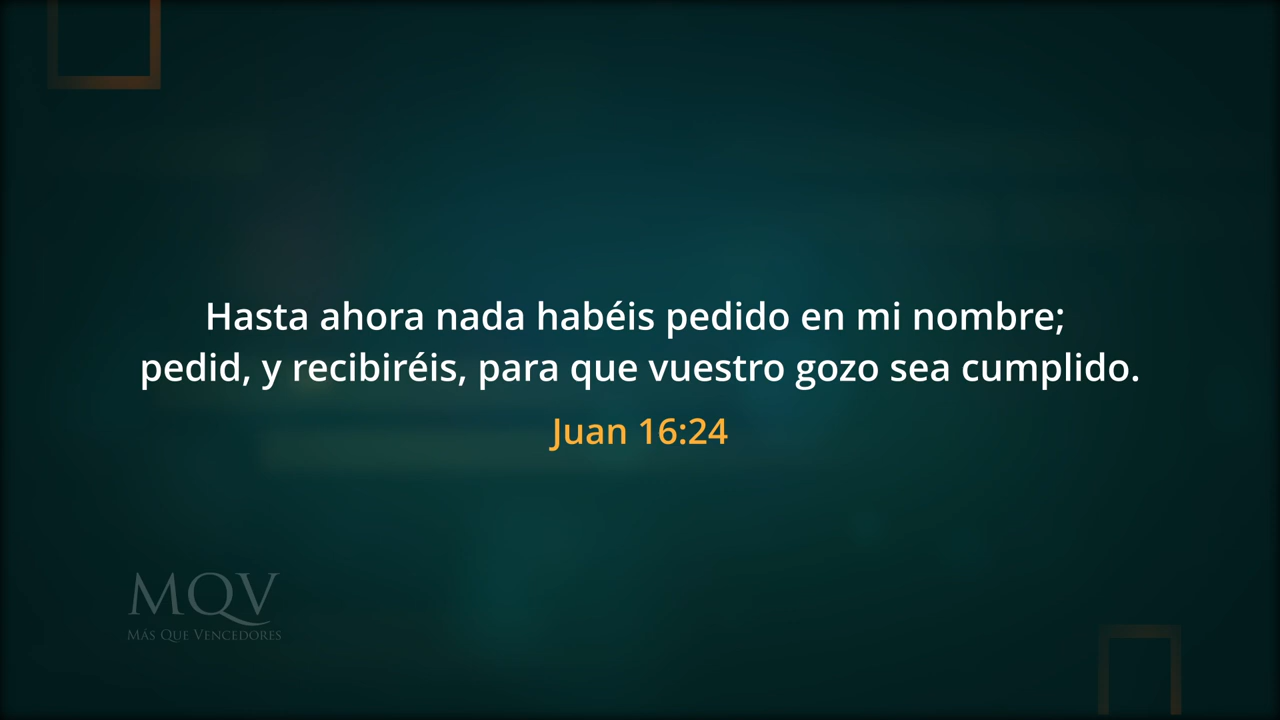 Hasta ahora nada habéis pedido en mi nombre;
pedid, y recibiréis, para que vuestro gozo sea cumplido.
Juan 16:24
MQV
MÁS QUE VENCEDORES